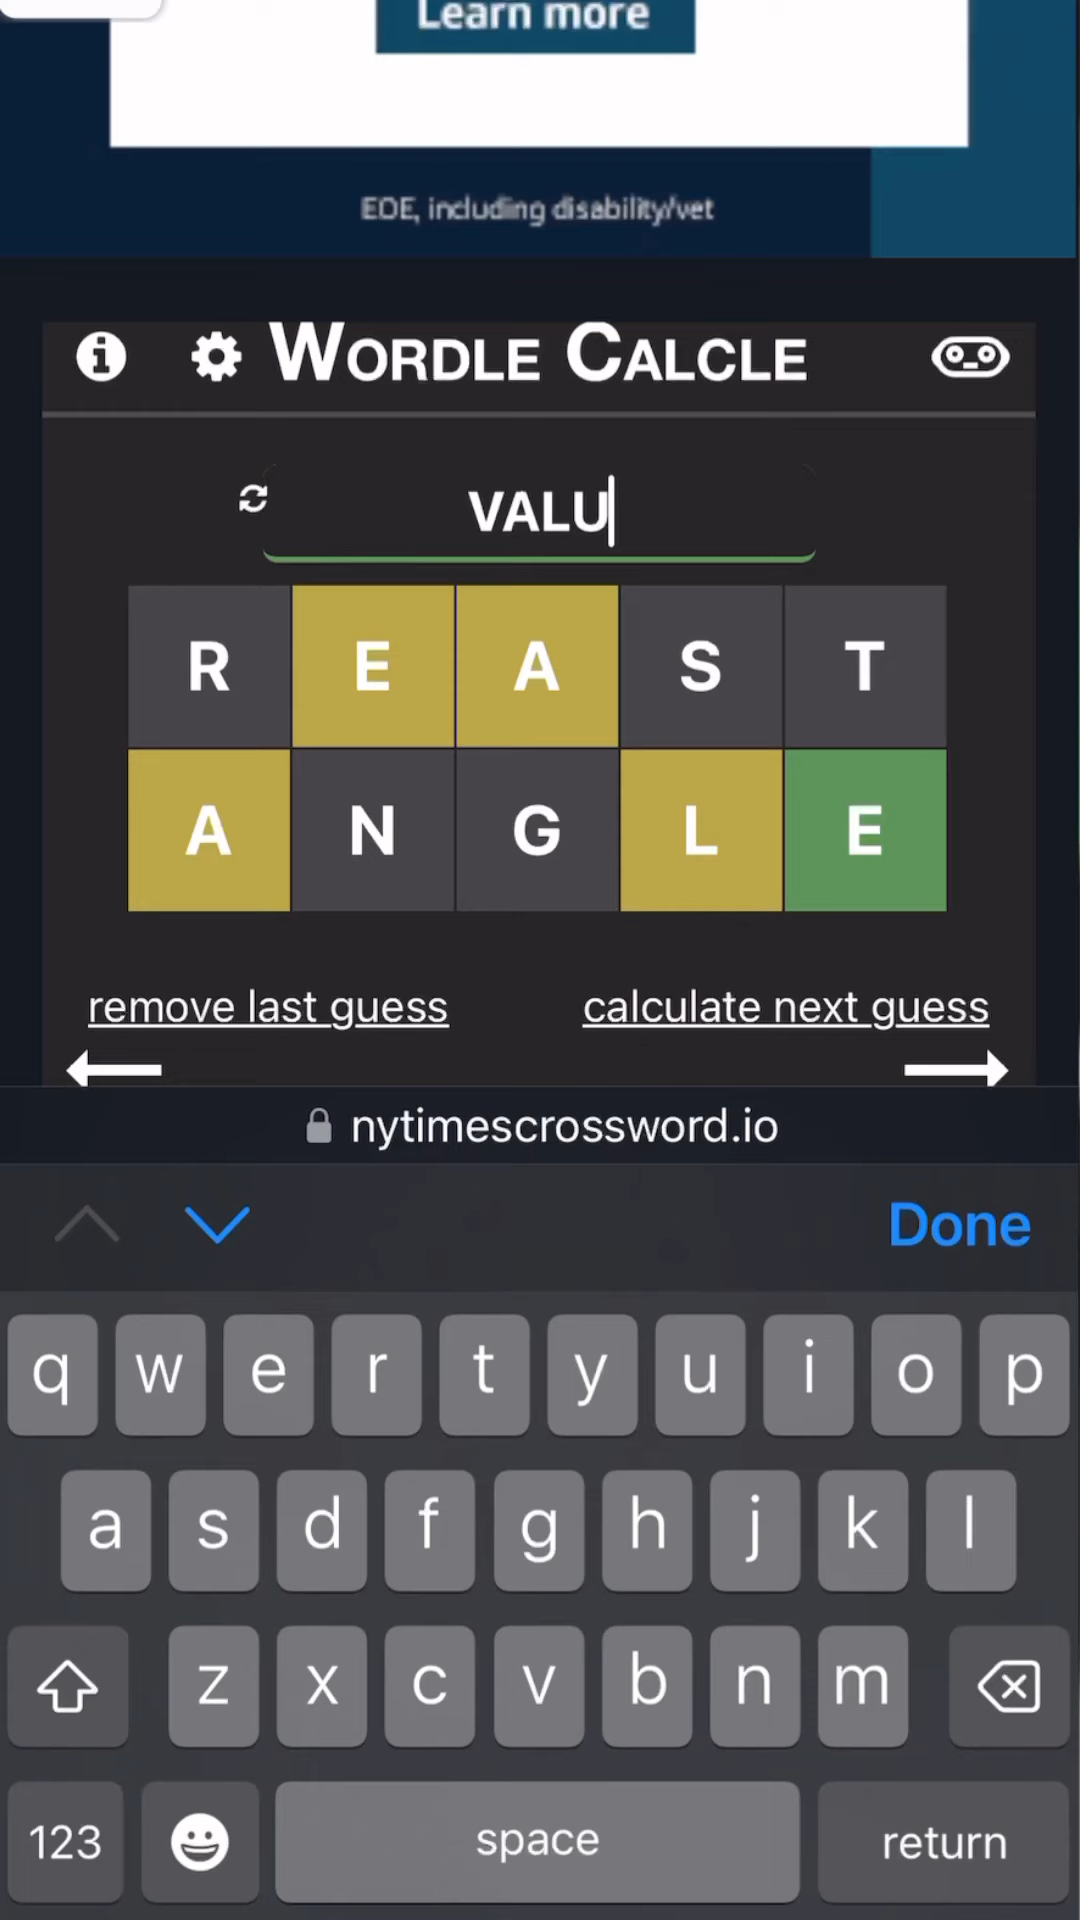 Learn more
EOE, including disability/vet
WORDLE CALCLE
VALU
R E A S T
A N G L E
remove last guess calculate next guess
nytimescrossword.io
Done
q w e r t y u i o p
a s d f g h j k l
z x c v b n m
123 space return